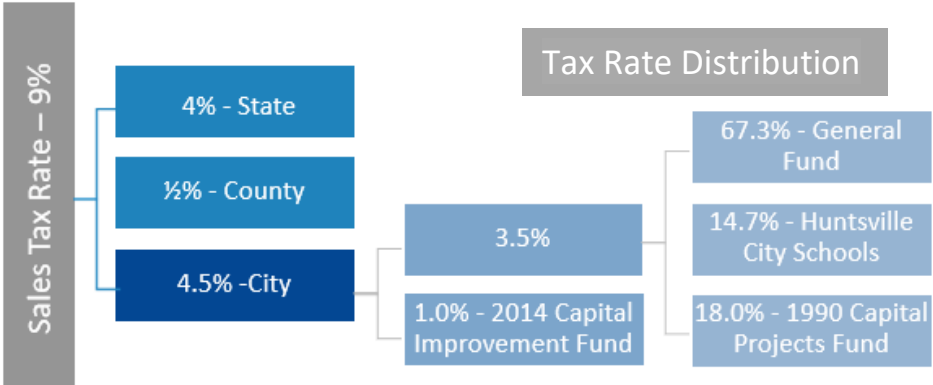 Sales Tax Rate – 9%
Tax Rate Distribution
4% - State
½% - County
4.5% -City
3.5%
1.0% - 2014 Capital
Improvement Fund
67.3% - General
Fund
14.7% - Huntsville
City Schools
18.0% - 1990 Capital
Projects Fund